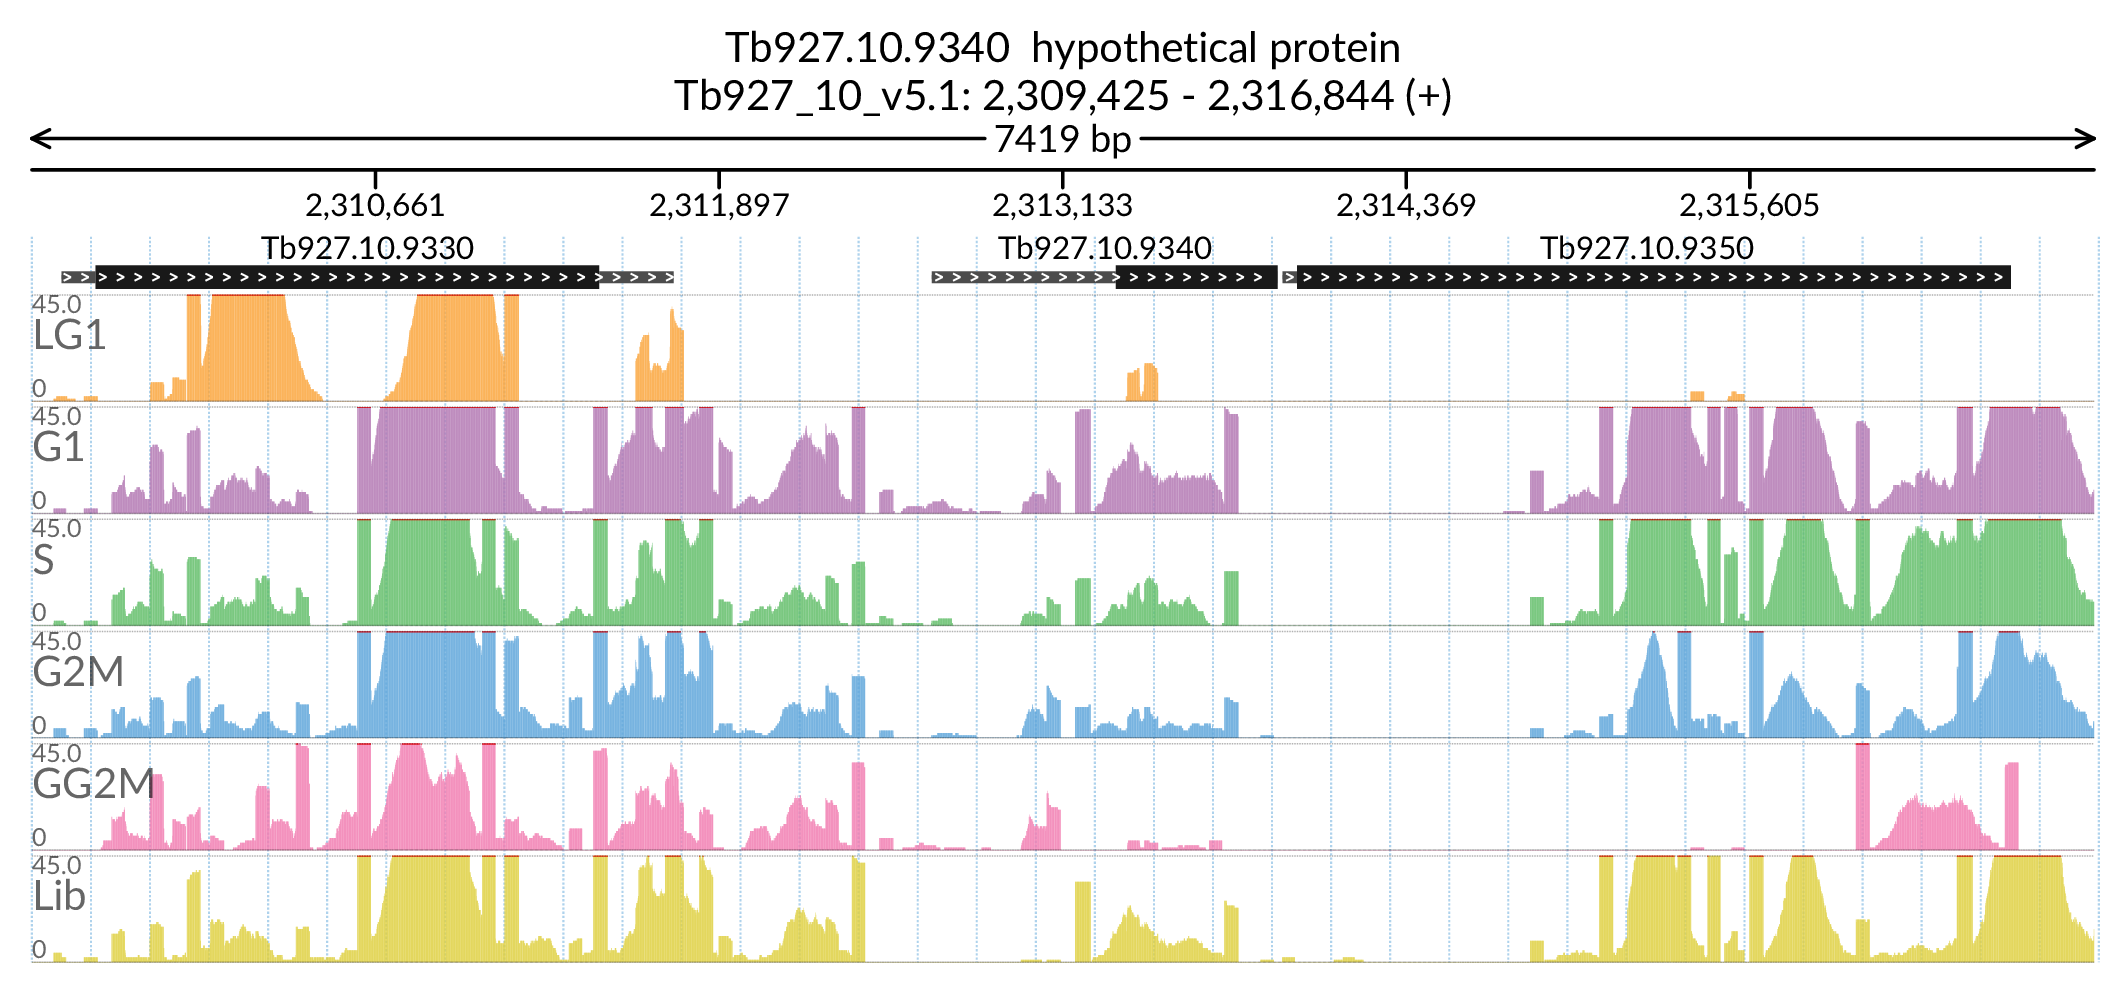 Tb927.10.9340 hypothetical protein
Tb927_10_v5.1: 2,309,425 - 2,316,844 (+)
7419 bp
2,310,661 2,311,897 2,313,133 2,314,369 2,315,605
Tb927.10.9330 Tb927.10.9340 Tb927.10.9350
45.0
LG1
0
45.0
G1
0
45.0
S
0
45.0
G2M
0
45.0
GG2M
0
45.0
Lib
0